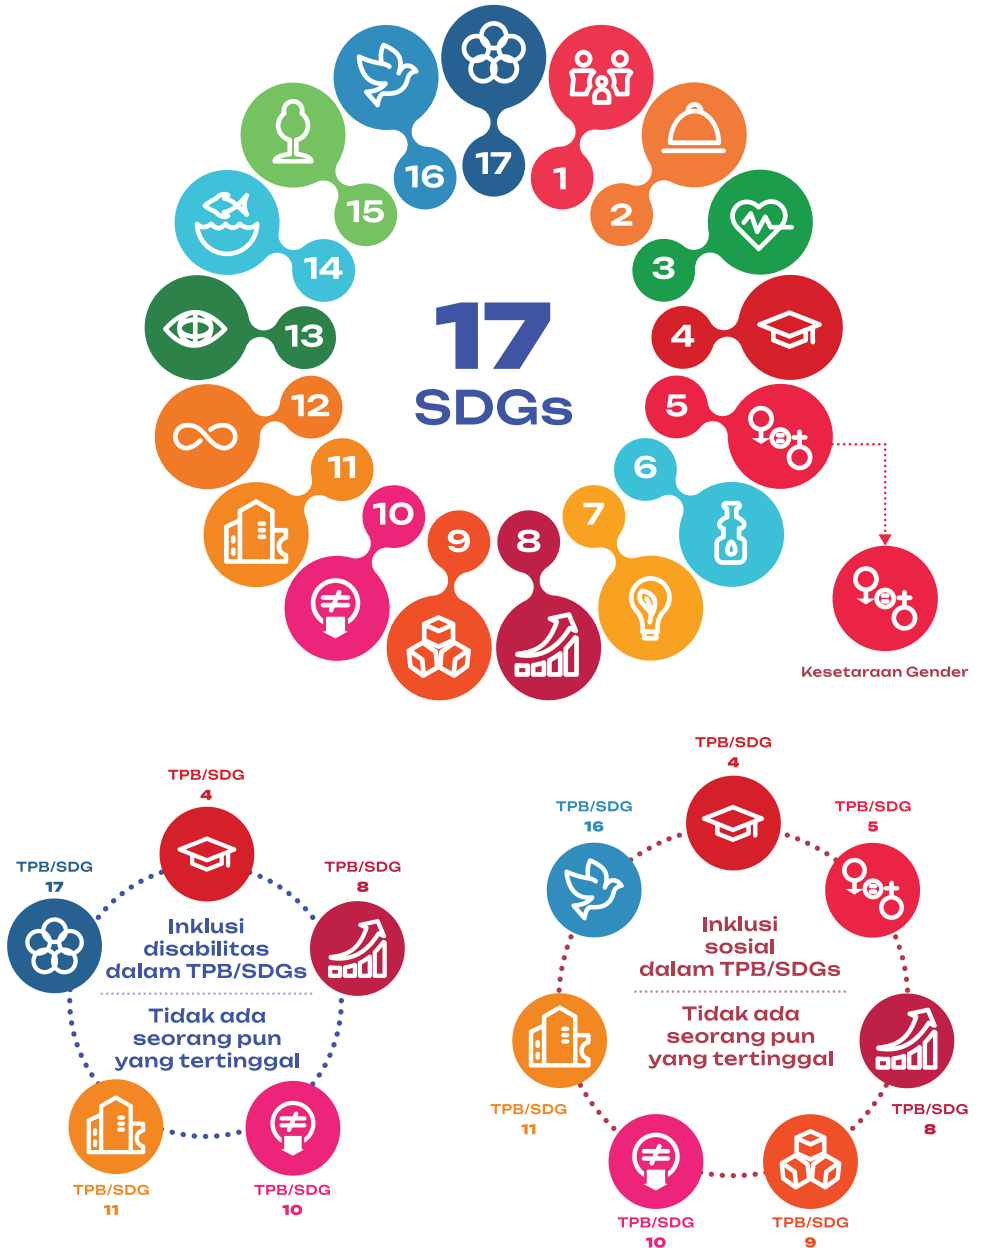 17
1
2
3
4
5
6
7
8
9
10
11
12
13
14
15
16
17
SDGs
Kesetaraan Gender
TPB/SDG
4
TPB/SDG
8
TPB/SDG
10
TPB/SDG
11
TPB/SDG
17
Inklusi
disabilitas
dalam TPB/SDGs
Tidak ada
seorang pun
yang tertinggal
TPB/SDG
4
TPB/SDG
5
TPB/SDG
8
TPB/SDG
9
TPB/SDG
10
TPB/SDG
11
TPB/SDG
16
Inklusi
sosial
dalam TPB/SDGs
Tidak ada
seorang pun
yang tertinggal